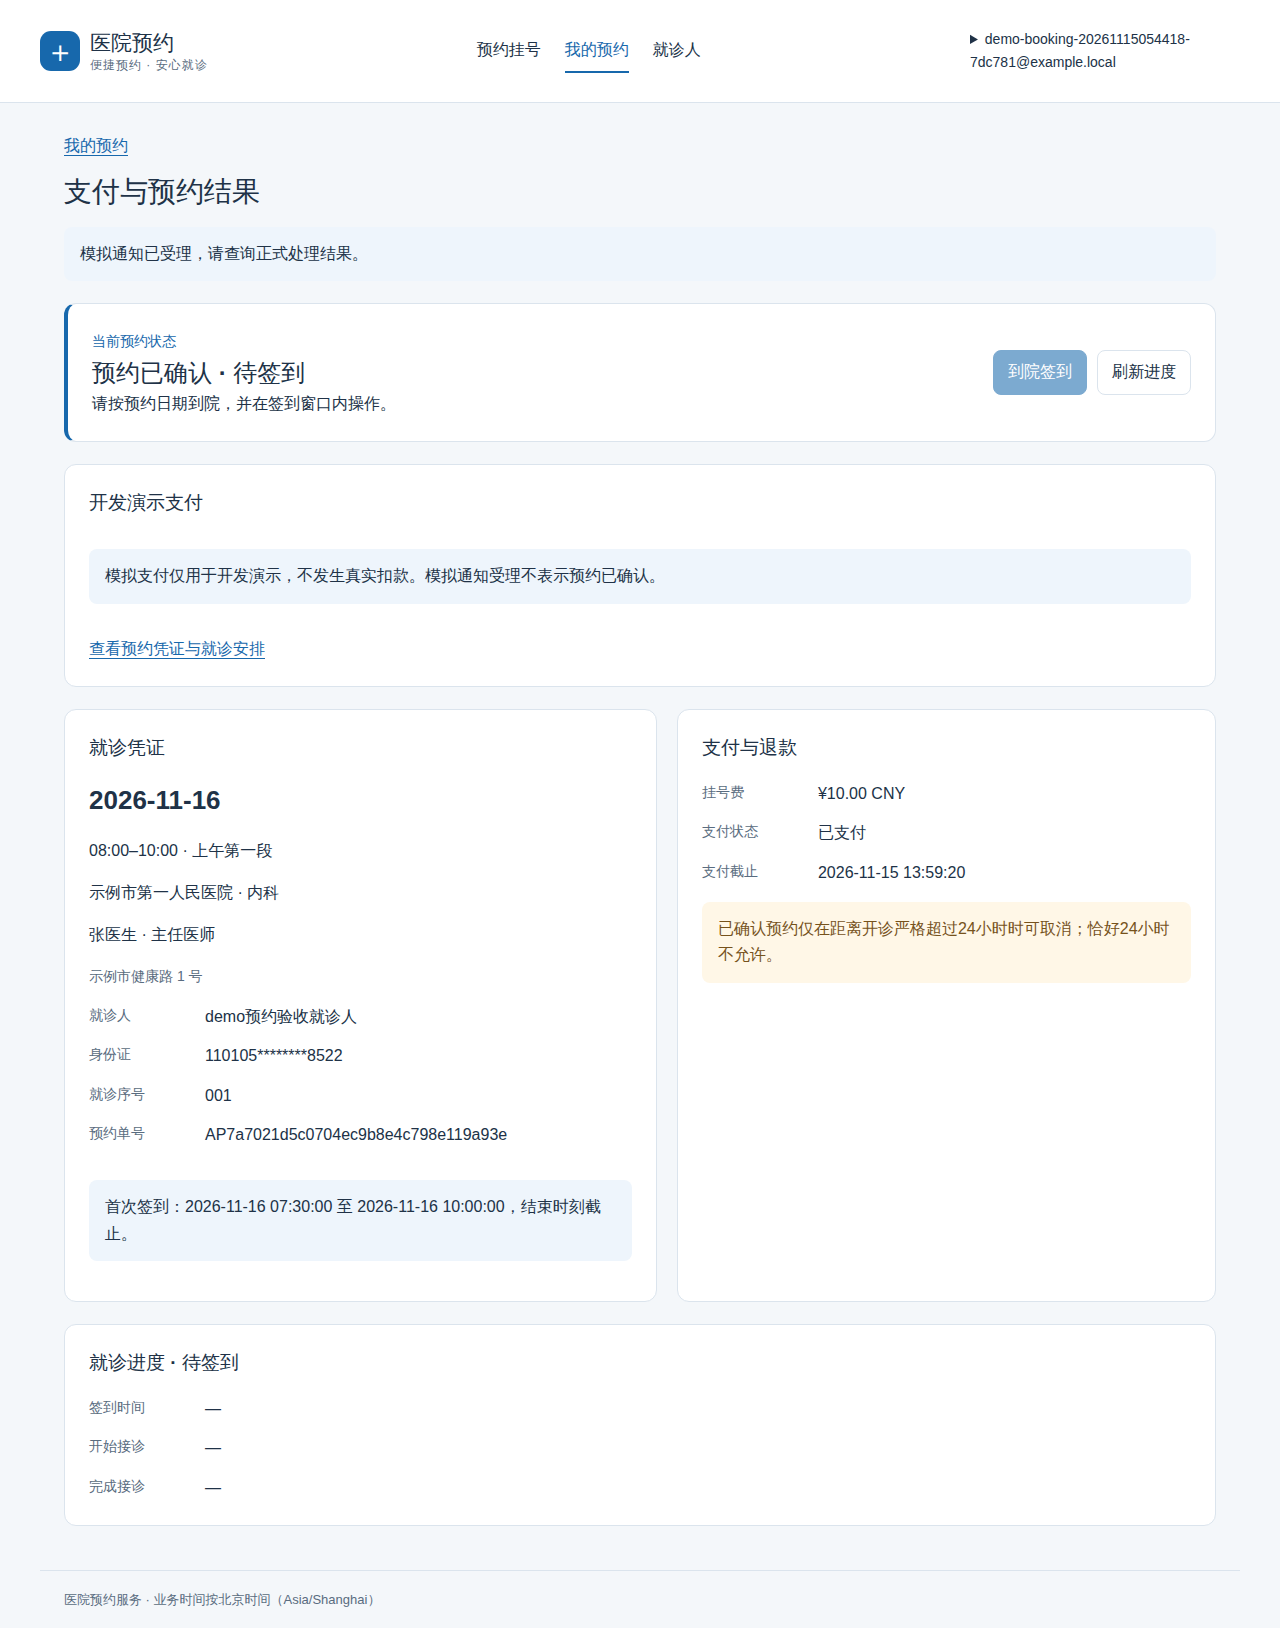 医院预约
便捷预约 · 安心就诊
预约挂号
我的预约
就诊人
▶ demo-booking-20261115054418-
7dc781@example.local
我的预约
支付与预约结果
模拟通知已受理，请查询正式处理结果。
当前预约状态
预约已确认 · 待签到
请按预约日期到院，并在签到窗口内操作。
到院签到
刷新进度
开发演示支付
模拟支付仅用于开发演示，不发生真实扣款。模拟通知受理不表示预约已确认。
查看预约凭证与就诊安排
就诊凭证
2026-11-16
08:00–10:00 · 上午第一段
示例市第一人民医院 · 内科
张医生 · 主任医师
示例市健康路 1 号
就诊人 demo预约验收就诊人
身份证 110105********8522
就诊序号 001
预约单号 AP7a7021d5c0704ec9b8e4c798e119a93e
首次签到：2026-11-16 07:30:00 至 2026-11-16 10:00:00，结束时刻截
止。
支付与退款
挂号费 ¥10.00 CNY
支付状态 已支付
支付截止 2026-11-15 13:59:20
已确认预约仅在距离开诊严格超过24小时时可取消；恰好24小时
不允许。
就诊进度 · 待签到
签到时间 —
开始接诊 —
完成接诊 —
医院预约服务 · 业务时间按北京时间（Asia/Shanghai）